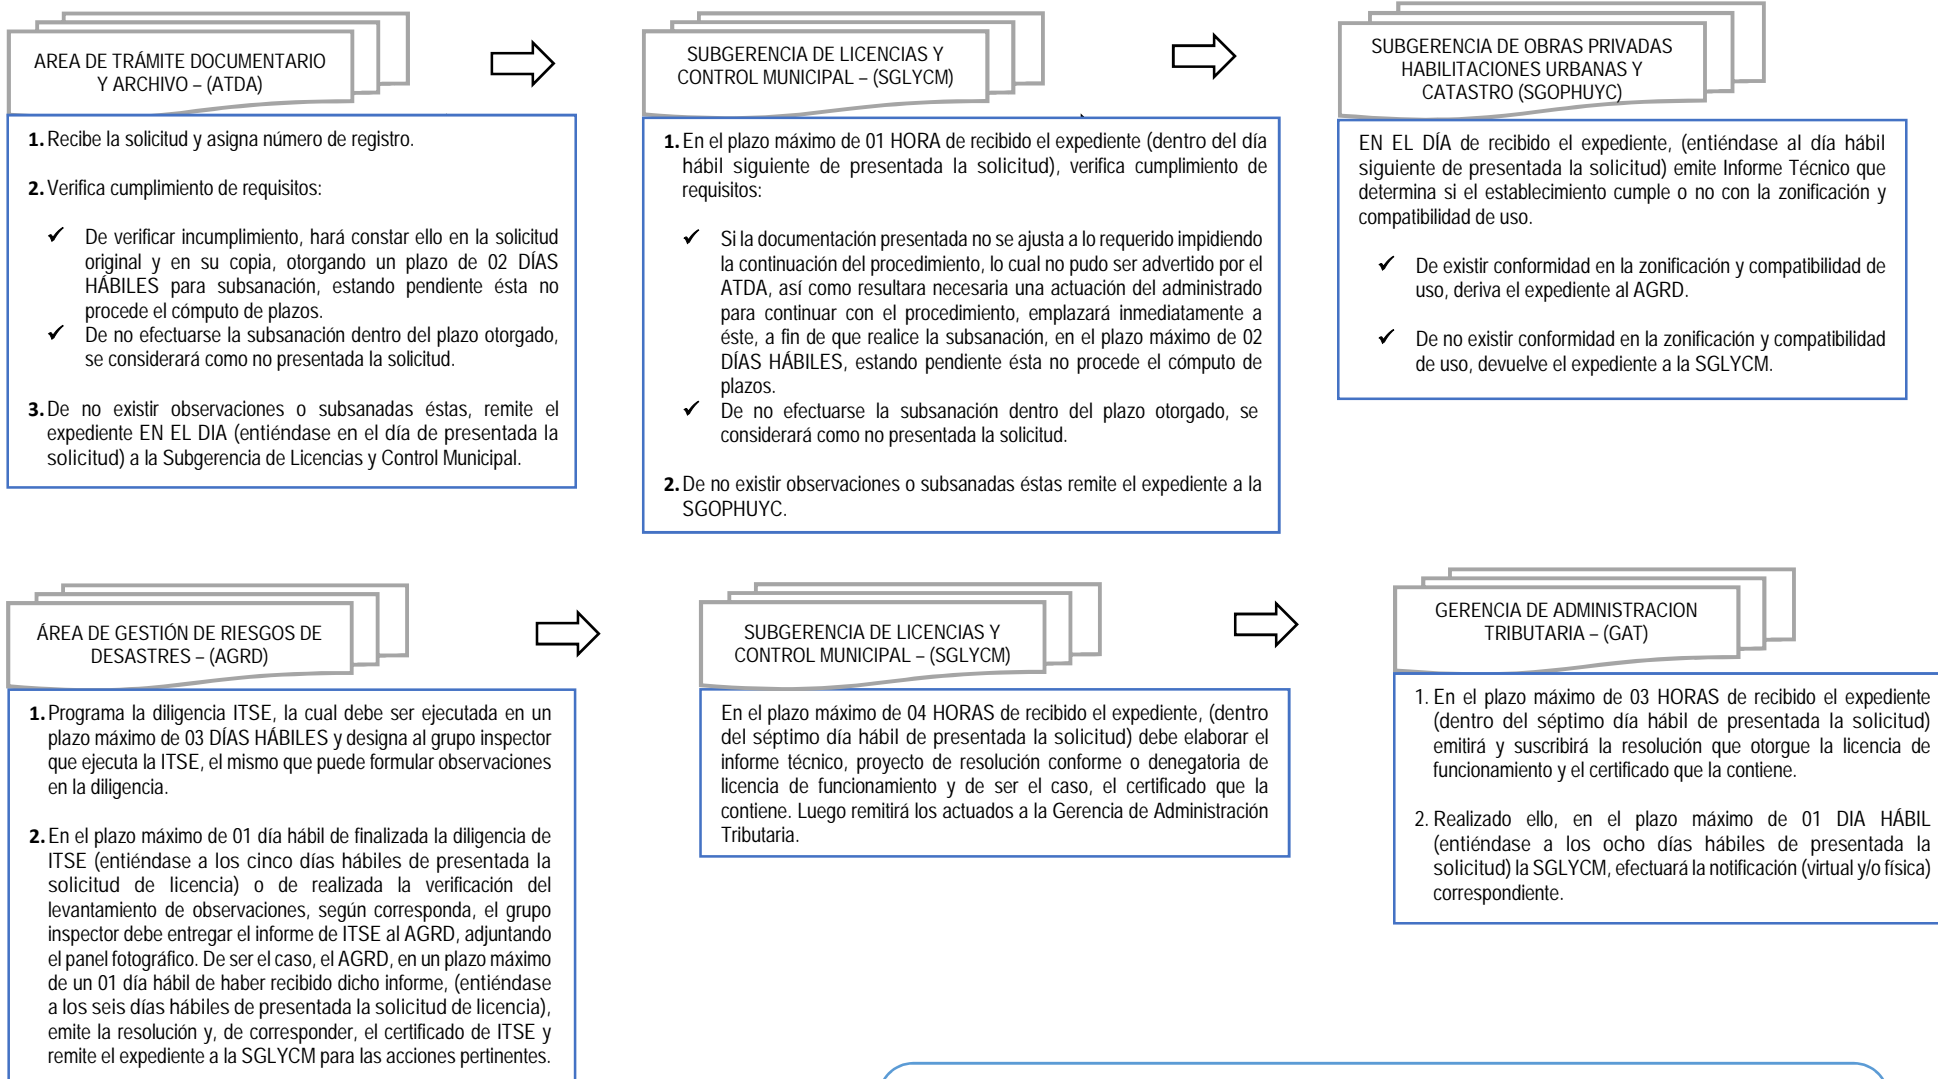 AREA DE TRÁMITE DOCUMENTARIO
Y ARCHIVO – (ATDA)
1. Recibe la solicitud y asigna número de registro.
2. Verifica cumplimiento de requisitos:
✓ De verificar incumplimiento, hará constar ello en la solicitud
original y en su copia, otorgando un plazo de 02 DÍAS
HÁBILES para subsanación, estando pendiente ésta no
procede el cómputo de plazos.
✓ De no efectuarse la subsanación dentro del plazo otorgado,
se considerará como no presentada la solicitud.
3. De no existir observaciones o subsanadas éstas, remite el
expediente EN EL DIA (entiéndase en el día de presentada la
solicitud) a la Subgerencia de Licencias y Control Municipal.
SUBGERENCIA DE LICENCIAS Y
CONTROL MUNICIPAL – (SGLYCM)
1. En el plazo máximo de 01 HORA de recibido el expediente (dentro del día
hábil siguiente de presentada la solicitud), verifica cumplimiento de
requisitos:
✓ Si la documentación presentada no se ajusta a lo requerido impidiendo
la continuación del procedimiento, lo cual no pudo ser advertido por el
ATDA, así como resultara necesaria una actuación del administrado
para continuar con el procedimiento, emplazará inmediatamente a
éste, a fin de que realice la subsanación, en el plazo máximo de 02
DÍAS HÁBILES, estando pendiente ésta no procede el cómputo de
plazos.
✓ De no efectuarse la subsanación dentro del plazo otorgado, se
considerará como no presentada la solicitud.
2. De no existir observaciones o subsanadas éstas remite el expediente a la
SGOPHUYC.
SUBGERENCIA DE OBRAS PRIVADAS
HABILITACIONES URBANAS Y
CATASTRO (SGOPHUYC)
EN EL DÍA de recibido el expediente, (entiéndase al día hábil
siguiente de presentada la solicitud) emite Informe Técnico que
determina si el establecimiento cumple o no con la zonificación y
compatibilidad de uso.
✓ De existir conformidad en la zonificación y compatibilidad de
uso, deriva el expediente al AGRD.
✓ De no existir conformidad en la zonificación y compatibilidad
de uso, devuelve el expediente a la SGLYCM.
ÁREA DE GESTIÓN DE RIESGOS DE
DESASTRES – (AGRD)
1. Programa la diligencia ITSE, la cual debe ser ejecutada en un
plazo máximo de 03 DÍAS HÁBILES y designa al grupo inspector
que ejecuta la ITSE, el mismo que puede formular observaciones
en la diligencia.
2. En el plazo máximo de 01 día hábil de finalizada la diligencia de
ITSE (entiéndase a los cinco días hábiles de presentada la
solicitud de licencia) o de realizada la verificación del
levantamiento de observaciones, según corresponda, el grupo
inspector debe entregar el informe de ITSE al AGRD, adjuntando
el panel fotográfico. De ser el caso, el AGRD, en un plazo máximo
de un 01 día hábil de haber recibido dicho informe, (entiéndase
a los seis días hábiles de presentada la solicitud de licencia),
emite la resolución y, de corresponder, el certificado de ITSE y
remite el expediente a la SGLYCM para las acciones pertinentes.
SUBGERENCIA DE LICENCIAS Y
CONTROL MUNICIPAL – (SGLYCM)
En el plazo máximo de 04 HORAS de recibido el expediente, (dentro
del séptimo día hábil de presentada la solicitud) debe elaborar el
informe técnico, proyecto de resolución conforme o denegatoria de
licencia de funcionamiento y de ser el caso, el certificado que la
contiene. Luego remitirá los actuados a la Gerencia de Administración
Tributaria.
GERENCIA DE ADMINISTRACION
TRIBUTARIA – (GAT)
1. En el plazo máximo de 03 HORAS de recibido el expediente
(dentro del séptimo día hábil de presentada la solicitud)
emitirá y suscribirá la resolución que otorgue la licencia de
funcionamiento y el certificado que la contiene.
2. Realizado ello, en el plazo máximo de 01 DIA HÁBIL
(entiéndase a los ocho días hábiles de presentada la
solicitud) la SGLYCM, efectuará la notificación (virtual y/o física)
correspondiente.